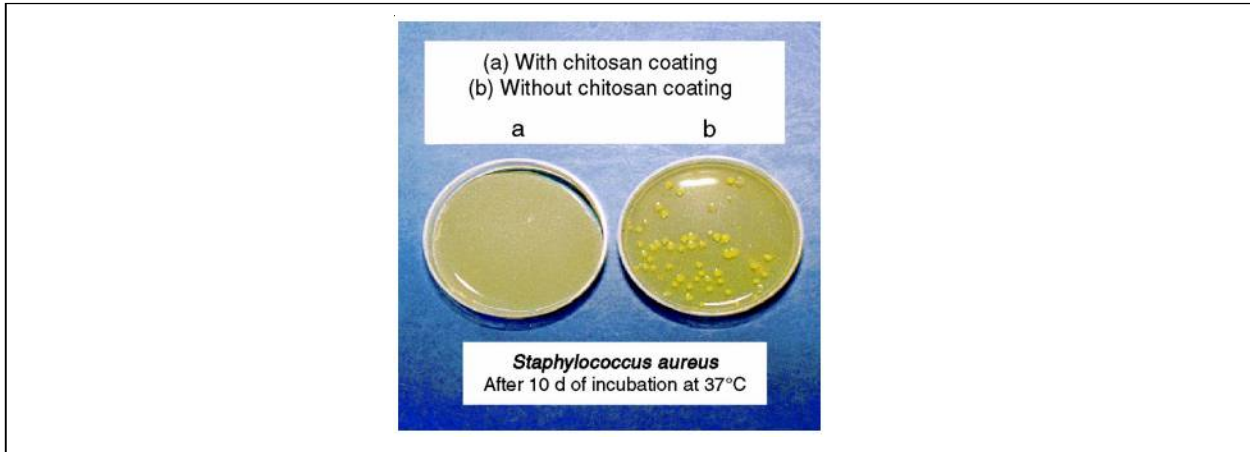 (a) With chitosan coating
(b) Without chitosan coating
a b
Staphylococcus aureus
After 10 d of incubation at 37°C